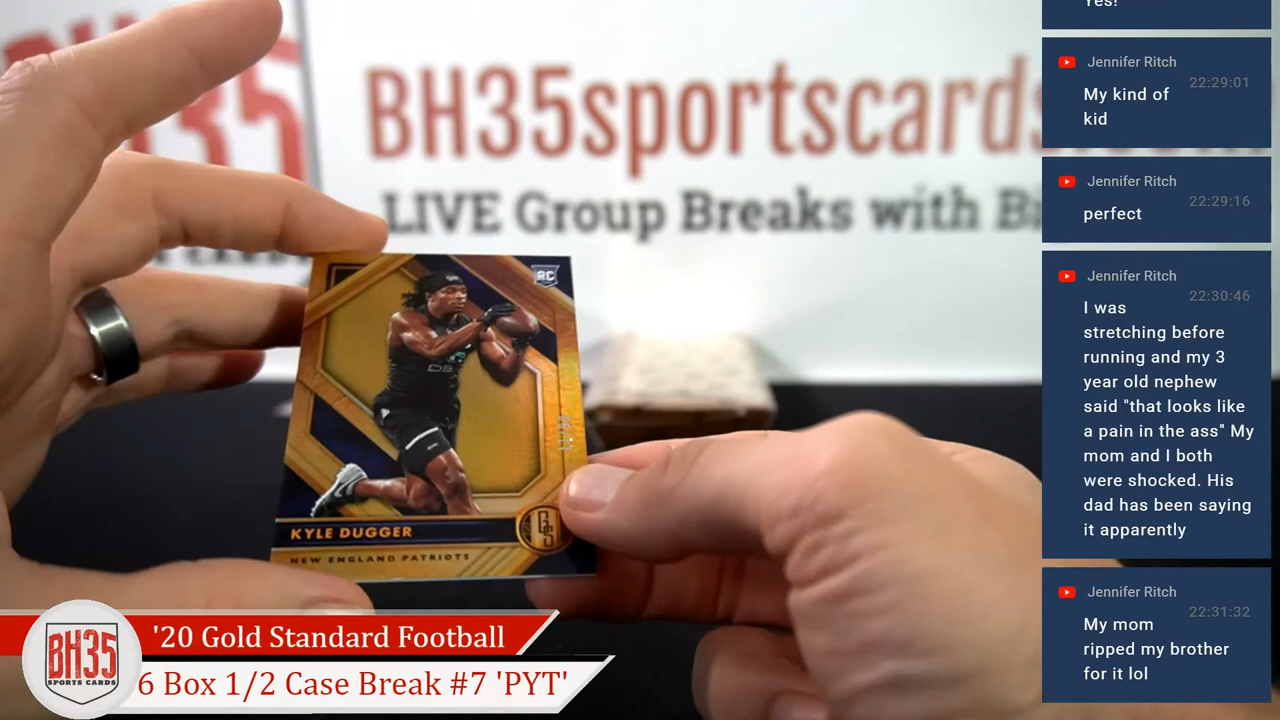 BH35sportscards.com
LIVE Group Breaks with Bi
RC
DS
KYLE DUGGER
NEW ENGLAND PATRIOTS
GS
BH35
SPORTS CARDS
'20 Gold Standard Football
6 Box 1/2 Case Break #7 'PYT'
Yes!
Jennifer Ritch
22:29:01
My kind of
kid
Jennifer Ritch
22:29:16
perfect
Jennifer Ritch
22:30:46
I was
stretching before
running and my 3
year old nephew
said "that looks like
a pain in the ass" My
mom and I both
were shocked. His
dad has been saying
it apparently
Jennifer Ritch
22:31:32
My mom
ripped my brother
for it lol